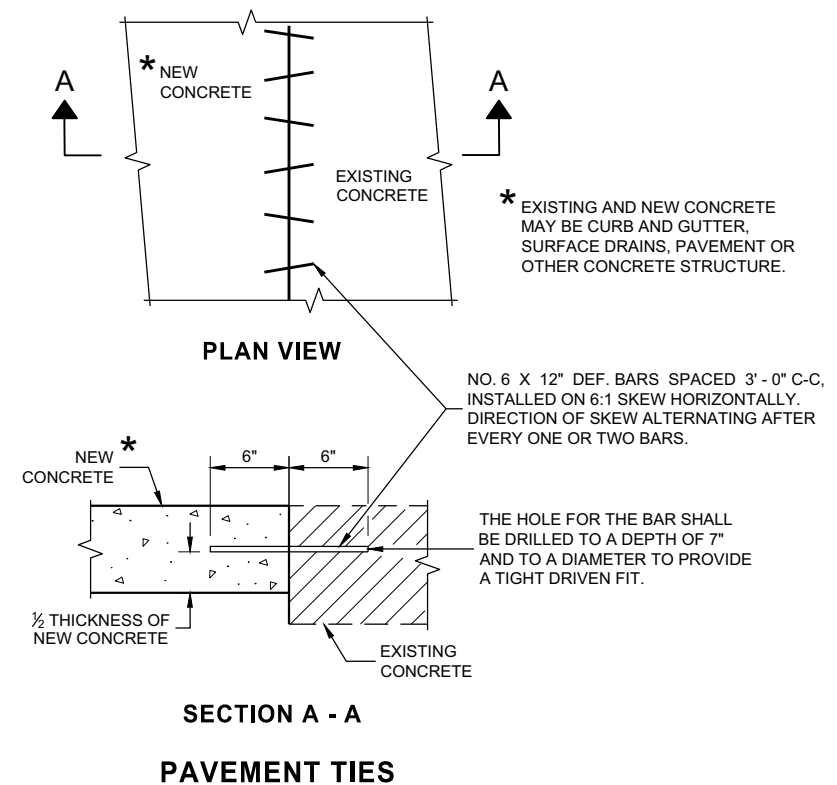 A
A
* NEW
CONCRETE
EXISTING
CONCRETE
* EXISTING AND NEW CONCRETE
MAY BE CURB AND GUTTER,
SURFACE DRAINS, PAVEMENT OR
OTHER CONCRETE STRUCTURE.
PLAN VIEW
NO. 6 X 12" DEF. BARS SPACED 3' - 0" C-C,
INSTALLED ON 6:1 SKEW HORIZONTALLY.
DIRECTION OF SKEW ALTERNATING AFTER
EVERY ONE OR TWO BARS.
NEW *
CONCRETE
6"
6"
THE HOLE FOR THE BAR SHALL
BE DRILLED TO A DEPTH OF 7"
AND TO A DIAMETER TO PROVIDE
A TIGHT DRIVEN FIT.
½ THICKNESS OF
NEW CONCRETE
EXISTING
CONCRETE
SECTION A - A
PAVEMENT TIES